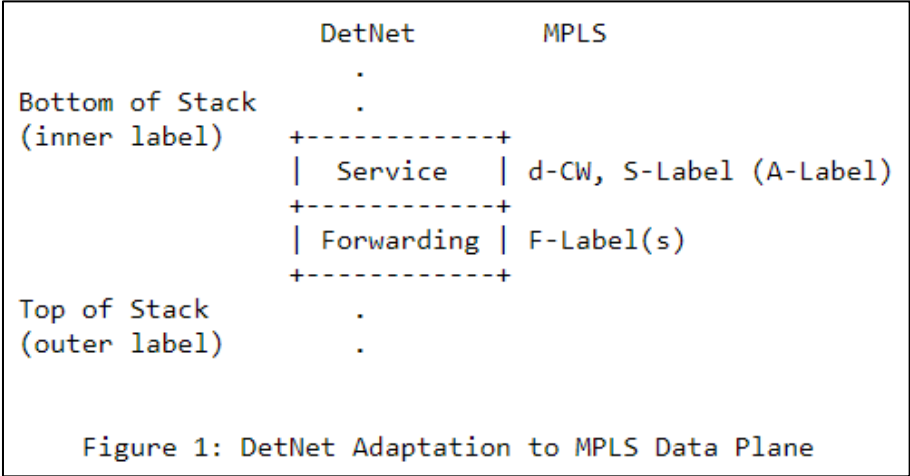 DetNet MPLS
.
Bottom of Stack .
(inner label) +------------+
| Service | d-CW, S-Label (A-Label)
+------------+
| Forwarding | F-Label(s)
+------------+
Top of Stack .
(outer label) .
Figure 1: DetNet Adaptation to MPLS Data Plane